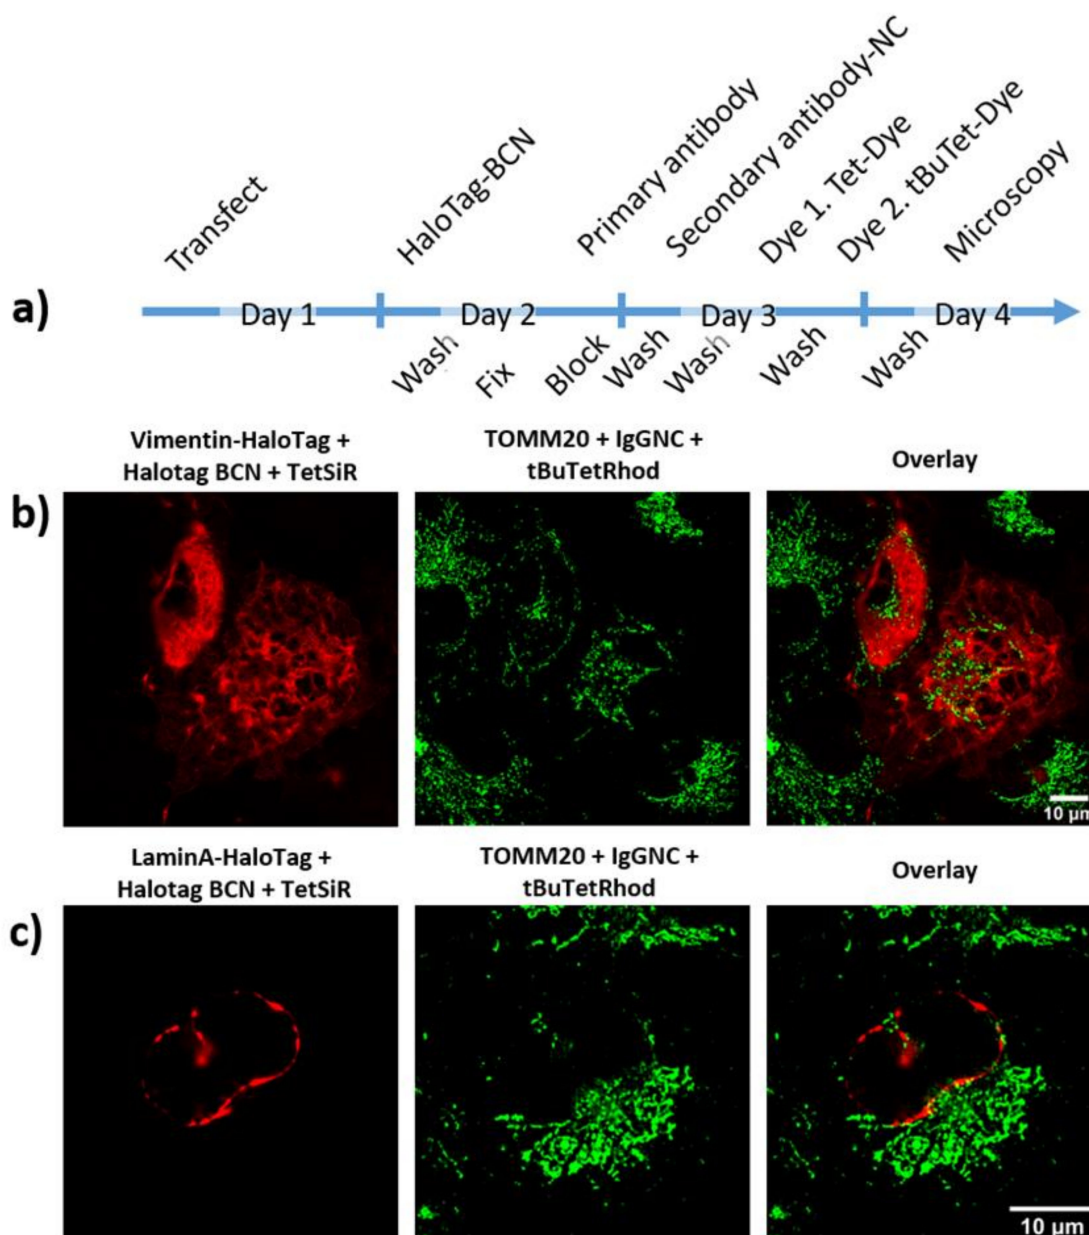 a)
Transfect
HaloTag-BCN
Primary antibody
Secondary antibody-NC
Dye 1. Tet-Dye
Dye 2. tBuTet-Dye
Microscopy
Day 1
Day 2
Day 3
Day 4
Wash
Fix
Block
Wash
Wash
Wash
Wash
b)
Vimentin-HaloTag +
Halotag BCN + TetSiR
TOMM20 + IgGNC +
tBuTetRhod
Overlay
10 µm
c)
LaminA-HaloTag +
Halotag BCN + TetSiR
TOMM20 + IgGNC +
tBuTetRhod
Overlay
10 µm